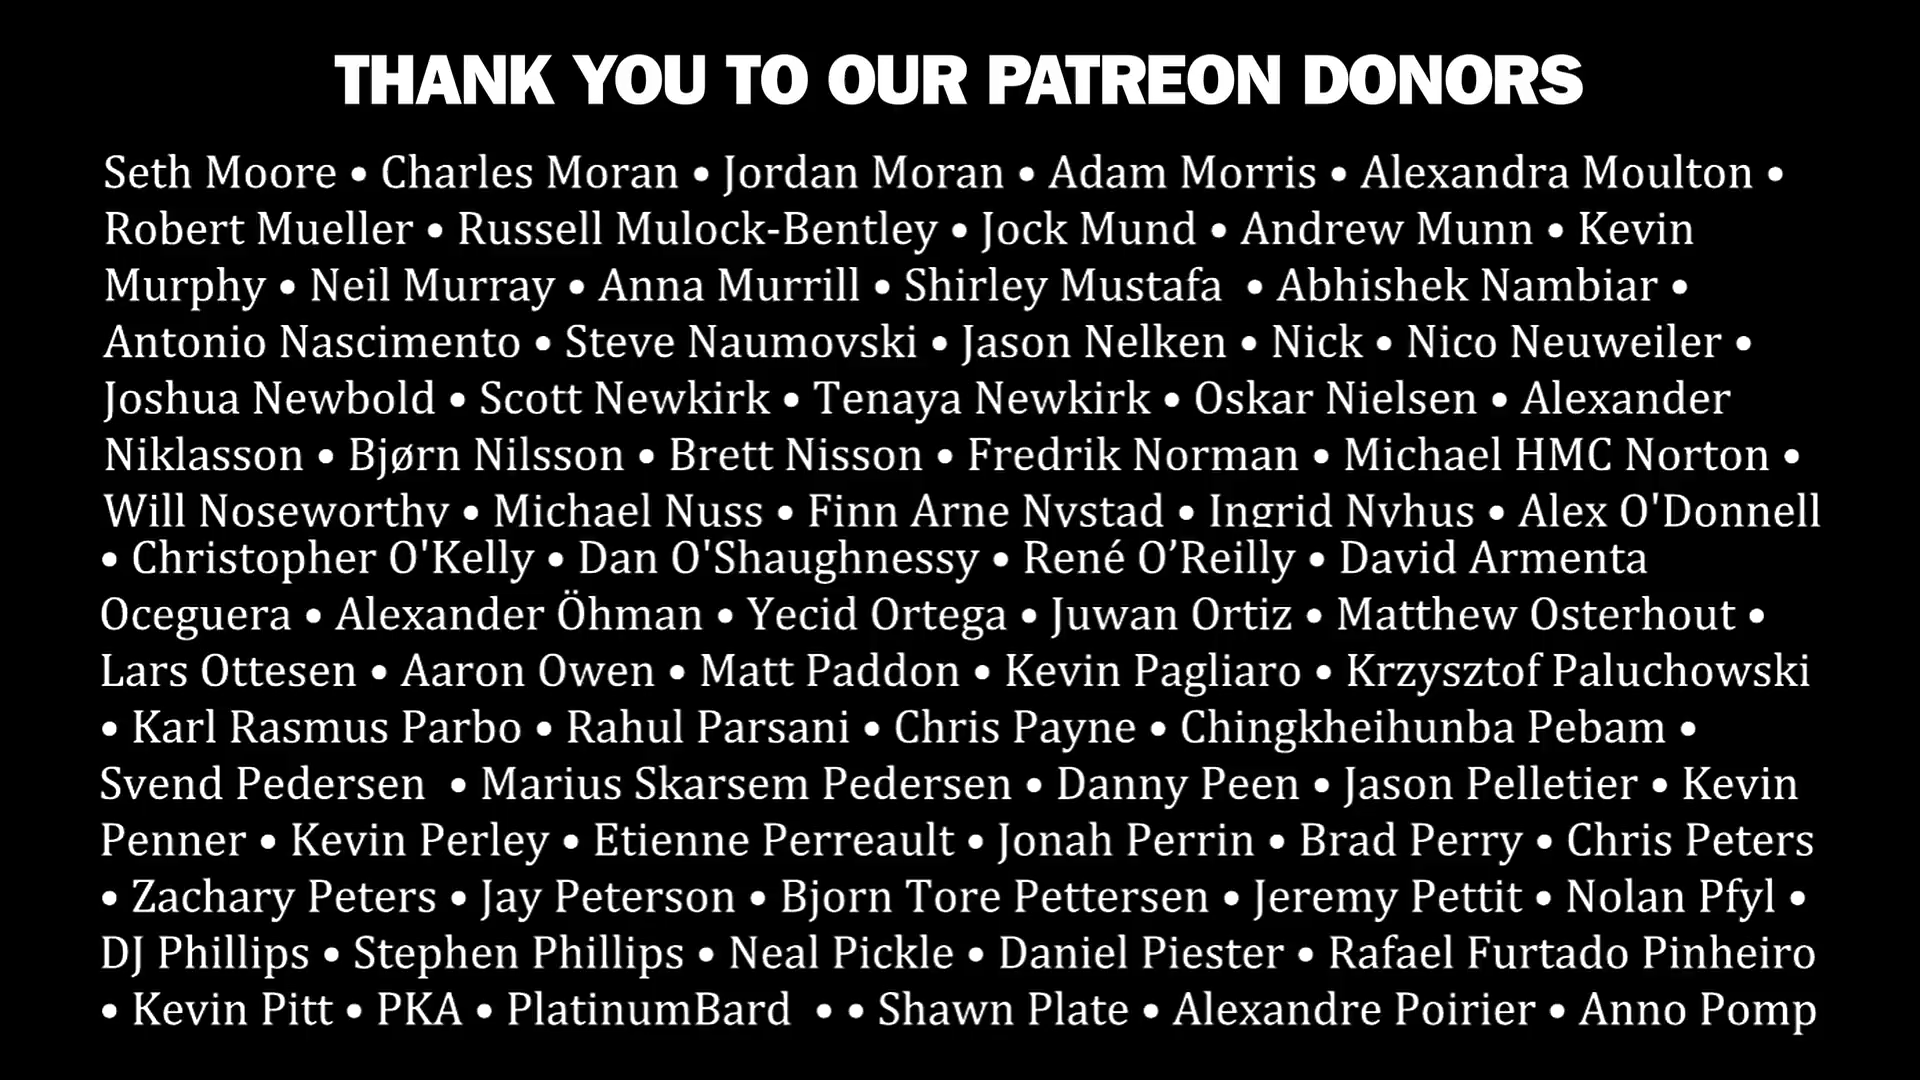 THANK YOU TO OUR PATREON DONORS
Seth Moore • Charles Moran • Jordan Moran • Adam Morris • Alexandra Moulton •
Robert Mueller • Russell Mulock-Bentley • Jock Mund • Andrew Munn • Kevin
Murphy • Neil Murray • Anna Murrill • Shirley Mustafa  • Abhishek Nambiar •
Antonio Nascimento • Steve Naumovski • Jason Nelken • Nick • Nico Neuweiler •
Joshua Newbold • Scott Newkirk • Tenaya Newkirk • Oskar Nielsen • Alexander
Niklasson • Bjørn Nilsson • Brett Nisson • Fredrik Norman • Michael HMC Norton •
Will Noseworthy • Michael Nuss • Finn Arne Nystad • Ingrid Nyhus • Alex O'Donnell
• Christopher O'Kelly • Dan O'Shaughnessy • René O’Reilly • David Armenta
Oceguera • Alexander Öhman • Yecid Ortega • Juwan Ortiz • Matthew Osterhout •
Lars Ottesen • Aaron Owen • Matt Paddon • Kevin Pagliaro • Krzysztof Paluchowski
• Karl Rasmus Parbo • Rahul Parsani • Chris Payne • Chingkheihunba Pebam •
Svend Pedersen  • Marius Skarsem Pedersen • Danny Peen • Jason Pelletier • Kevin
Penner • Kevin Perley • Etienne Perreault • Jonah Perrin • Brad Perry • Chris Peters
• Zachary Peters • Jay Peterson • Bjorn Tore Pettersen • Jeremy Pettit • Nolan Pfyl •
DJ Phillips • Stephen Phillips • Neal Pickle • Daniel Piester • Rafael Furtado Pinheiro
• Kevin Pitt • PKA • PlatinumBard  • • Shawn Plate • Alexandre Poirier • Anno Pomp